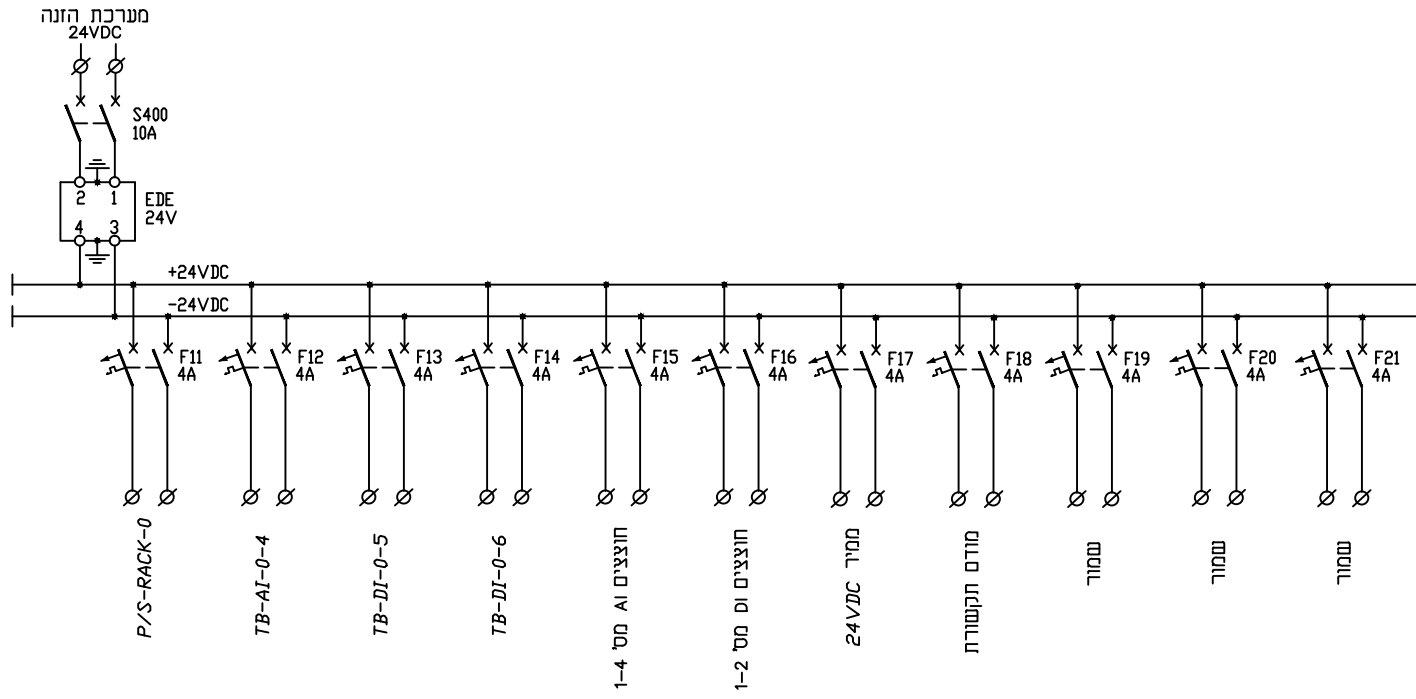 מערכת הזנה
24VDC
S400
10A
2 1
EDE
24V
4 3
+24VDC
-24VDC
F11
4A
F12
4A
F13
4A
F14
4A
F15
4A
F16
4A
F17
4A
F18
4A
F19
4A
F20
4A
F21
4A
P/S-RACK-0
TB-AI-0-4
TB-DI-0-5
TB-DI-0-6
חוצצים AI מס' 1-4
חוצצים DI מס' 1-2
ממיר 24VDC
מודם תקשורת
שמור
שמור
שמור